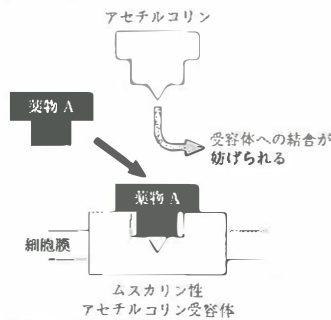 アセチルコリン
薬物 A
受容体への結合が
妨げられる
薬物 A
細胞膜
ムスカリン性
アセチルコリン受容体